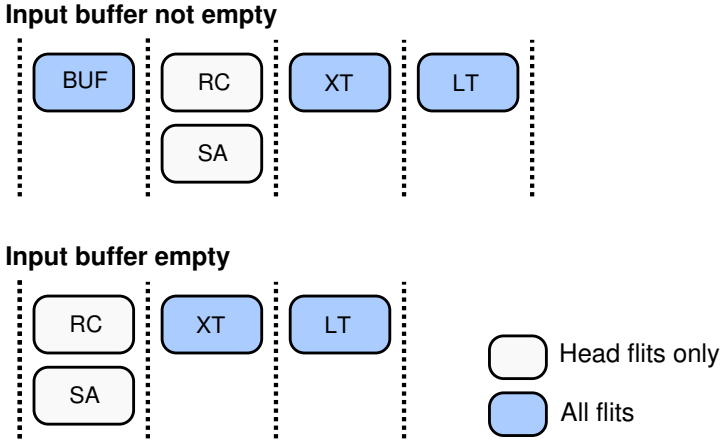 Input buffer not empty
BUF RC XT LT
SA
Input buffer empty
RC XT LT
SA
Head flits only
All flits